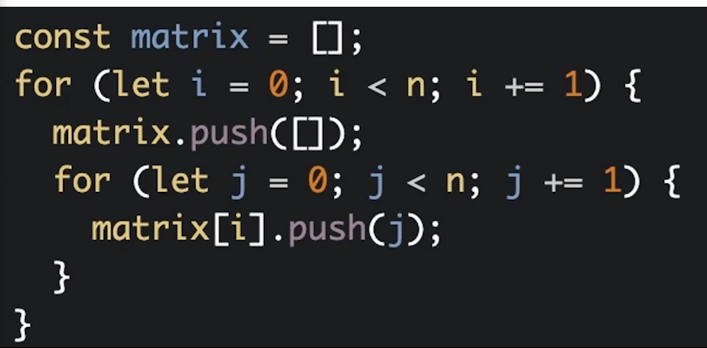 const matrix = [];
for (let i = 0; i < n; i += 1) {
  matrix.push([]);
  for (let j = 0; j < n; j += 1) {
    matrix[i].push(j);
  }
}